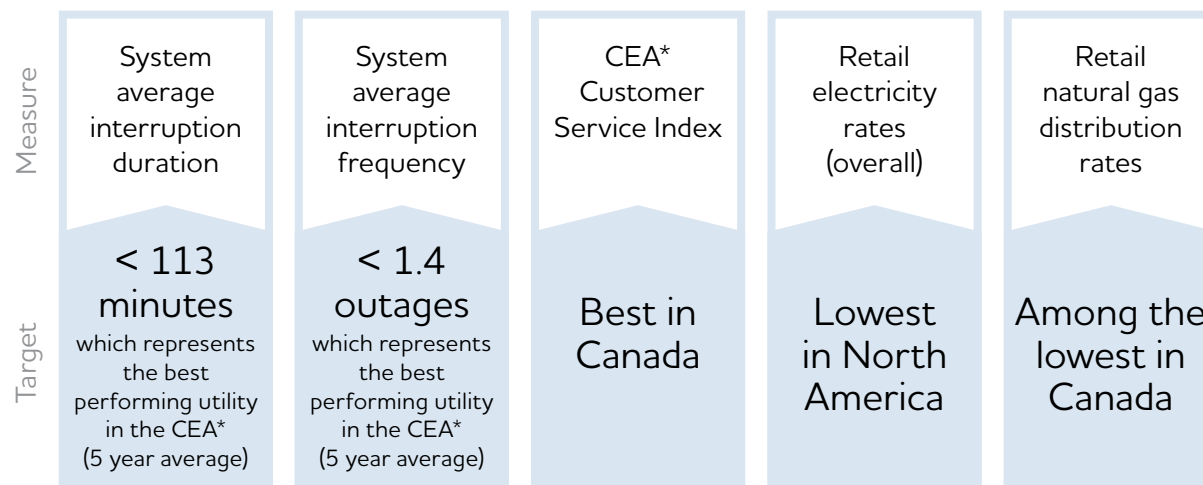 Measure
System
average
interruption
duration
System
average
interruption
frequency
CEA*
Customer
Service Index
Retail
electricity
rates
(overall)
Retail
natural gas
distribution
rates
Target
< 113
minutes
which represents
the best
performing utility
in the CEA*
(5 year average)
< 1.4
outages
which represents
the best
performing utility
in the CEA*
(5 year average)
Best in
Canada
Lowest
in North
America
Among the
lowest in
Canada